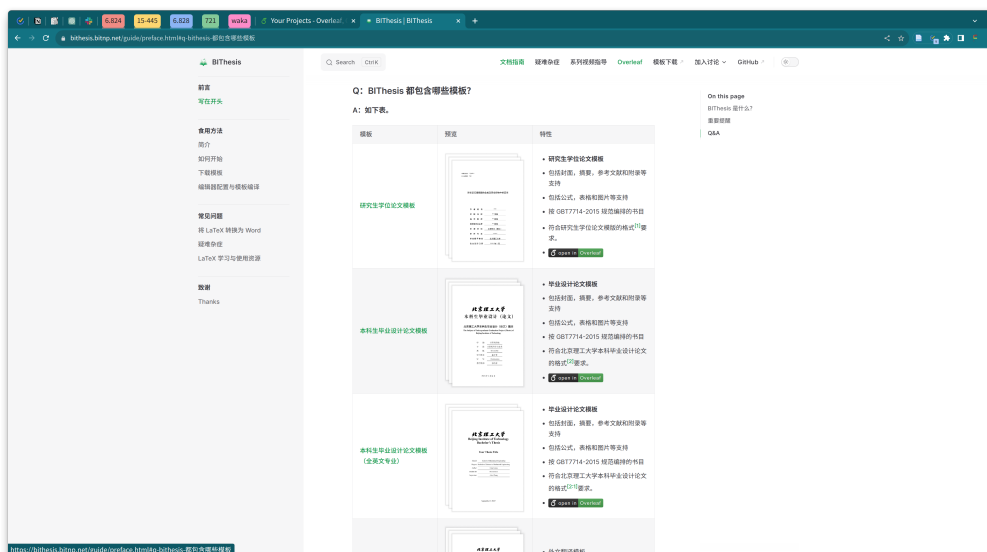 6.824
15-445
6.828
721
waka
Your Projects - Overleaf,
BIThesis | BIThesis
bithesis.bitnp.net/guide/preface.html#q-bithesis-都包含哪些模板
BIThesis
Search Ctrl K
文档指南 疑难杂症 系列视频指导 Overleaf 模板下载 加入讨论 GitHub
前言
写在开头
食用方法
简介
如何开始
下载模板
编辑器配置与模板编译
常见问题
将 LaTeX 转换为 Word
疑难杂症
LaTeX 学习与使用资源
致谢
Thanks
Q：BIThesis 都包含哪些模板？
A：如下表。
模板 预览 特性
研究生学位论文模板
研究生学位论文模板
包括封面，摘要，参考文献和附录等
支持
包括公式，表格和图片等支持
按 GBT7714-2015 规范编排的书目
符合研究生学位论文模版的格式[1]要
求。
open in Overleaf
本科生毕业设计论文模板
北京理工大学
本科生毕业设计（论文）
毕业设计论文模板
包括封面，摘要，参考文献和附录等
支持
包括公式，表格和图片等支持
按 GBT7714-2015 规范编排的书目
符合北京理工大学本科毕业设计论文
的格式[2]要求。
open in Overleaf
本科生毕业设计论文模板
（全英文专业）
北京理工大学
Beijing Institute of Technology
Bachelor's Thesis
毕业设计论文模板
包括封面，摘要，参考文献和附录等
支持
包括公式，表格和图片等支持
按 GBT7714-2015 规范编排的书目
符合北京理工大学本科毕业设计论文
的格式[2:1]要求。
open in Overleaf
北京理工大学
外文翻译模板
On this page
BIThesis 是什么？
重要提醒
Q&A
https://bithesis.bitnp.net/guide/preface.html#q-bithesis-都包含哪些模板